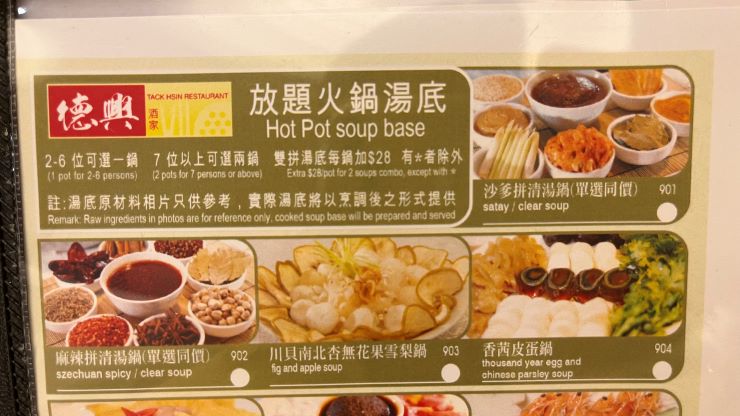 德興
TACK HSIN RESTAURANT
酒家
放題火鍋湯底
Hot Pot soup base
2-6 位可選一鍋 7 位以上可選兩鍋 雙拼湯底每鍋加$28 有*者除外
(1 pot for 2-6 persons) (2 pots for 7 persons or above) Extra $28/pot for 2 soups combo, except with *
註:湯底原材料相片只供參考，實際湯底將以烹調後之形式提供
Remark: Raw ingredients in photos are for reference only, cooked soup base will be prepared and served
沙爹拼清湯鍋(單選同價) 901
satay / clear soup
麻辣拼清湯鍋(單選同價) 902
szechuan spicy / clear soup
川貝南北杏無花果雪梨鍋 903
fig and apple soup
香茜皮蛋鍋 904
thousand year egg and
chinese parsley soup